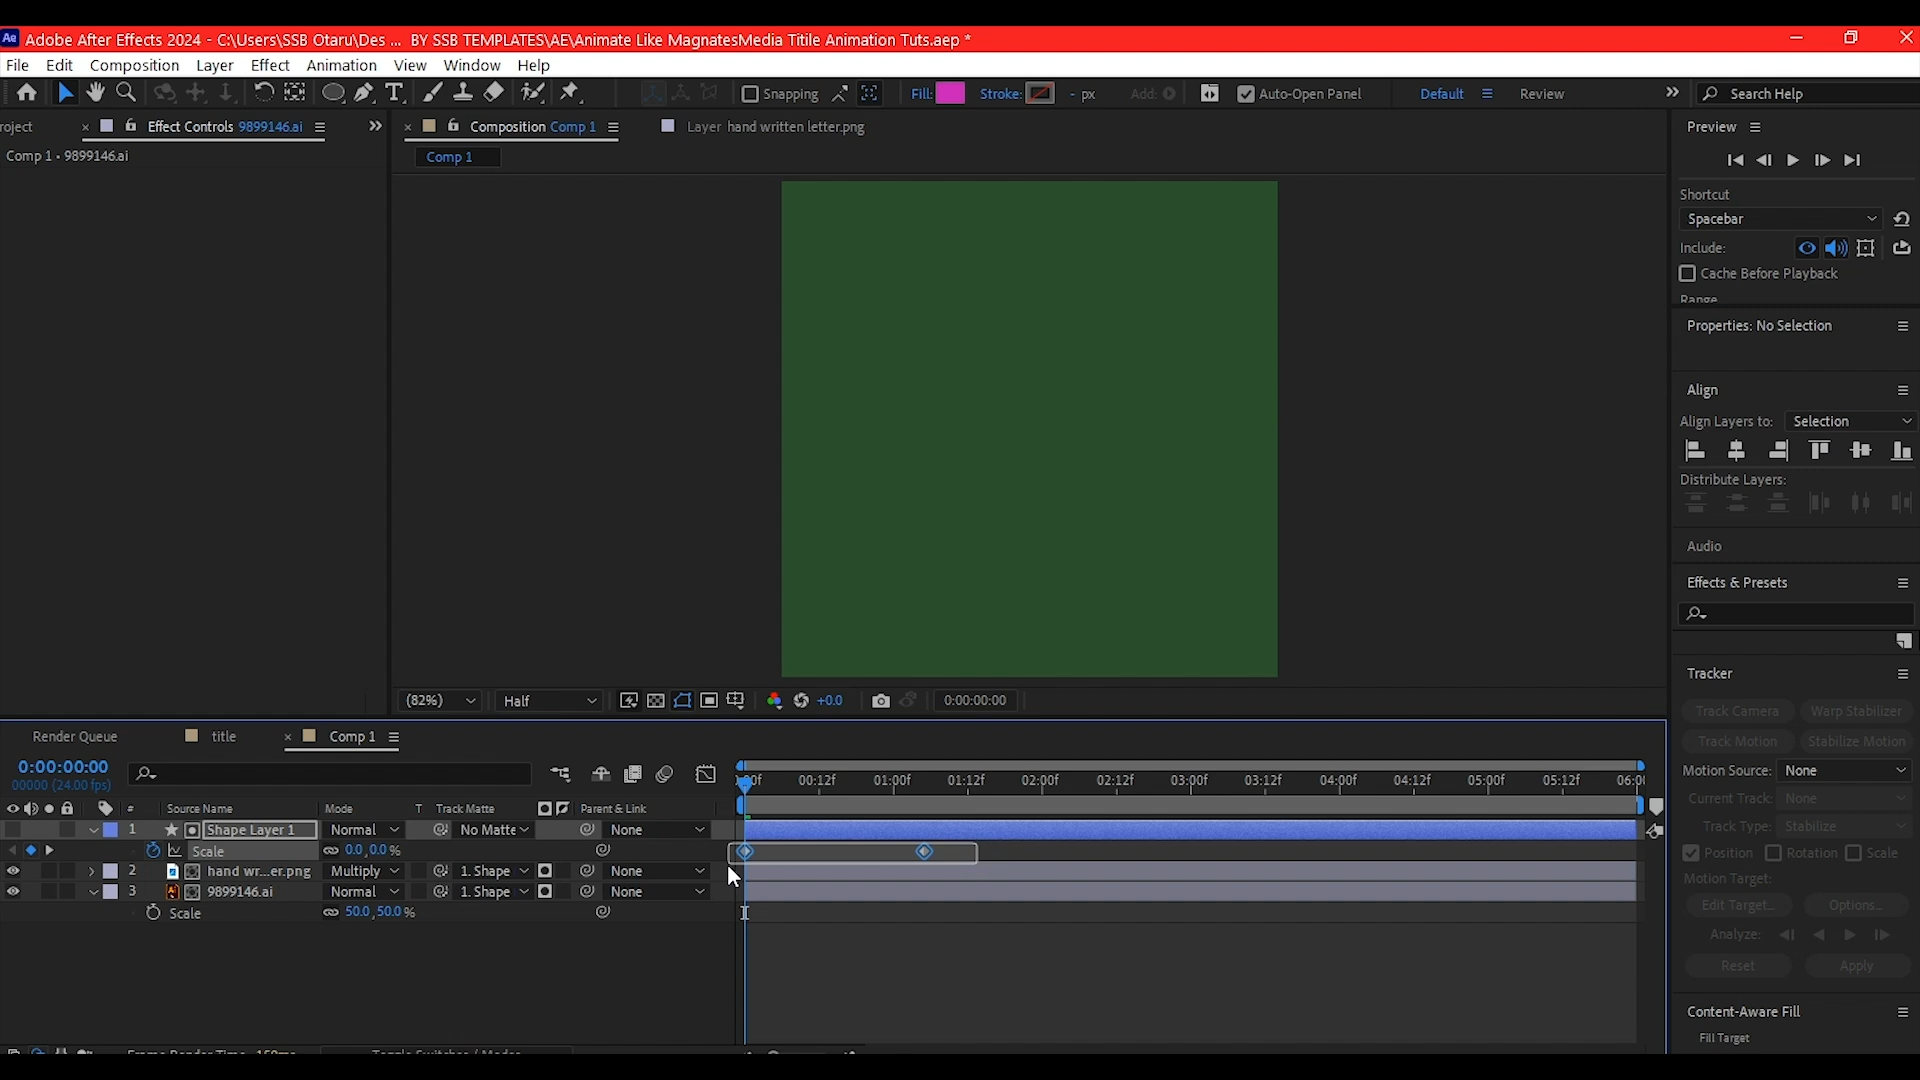 Ae Adobe After Effects 2024 - C:\Users\SSB Otaru\Des ... BY SSB TEMPLATES\AE\Animate Like MagnatesMedia Titile Animation Tuts.aep *
File Edit Composition Layer Effect Animation View Window Help
Snapping Fill: Stroke: - px Add: Auto-Open Panel Default Review Search Help
roject Effect Controls 9899146.ai Composition Comp 1 Layer hand written letter.png Preview
Comp 1 • 9899146.ai Comp 1
Shortcut
Spacebar
Include:
Cache Before Playback
Range
Properties: No Selection
Align
Align Layers to: Selection
Distribute Layers:
Audio
Effects & Presets
Tracker
(82%) Half +0.0 0:00:00:00
Track Camera Warp Stabilizer
Track Motion Stabilize Motion
Motion Source: None
Current Track: None
Track Type: Stabilize
Position Rotation Scale
Motion Target:
Edit Target... Options...
Analyze:
Reset Apply
Content-Aware Fill
Fill Target
Render Queue title Comp 1
0:00:00:00
00000 (24.00 fps)
:00f 00:12f 01:00f 01:12f 02:00f 02:12f 03:00f 03:12f 04:00f 04:12f 05:00f 05:12f 06:0
# Source Name Mode T Track Matte Parent & Link
1 Shape Layer 1 Normal No Matte None
Scale 0.0,0.0%
2 hand wr...er.png Multiply 1. Shape None
3 9899146.ai Normal 1. Shape None
Scale 50.0,50.0%
Frame Render Time 150ms Toggle Switches / Modes